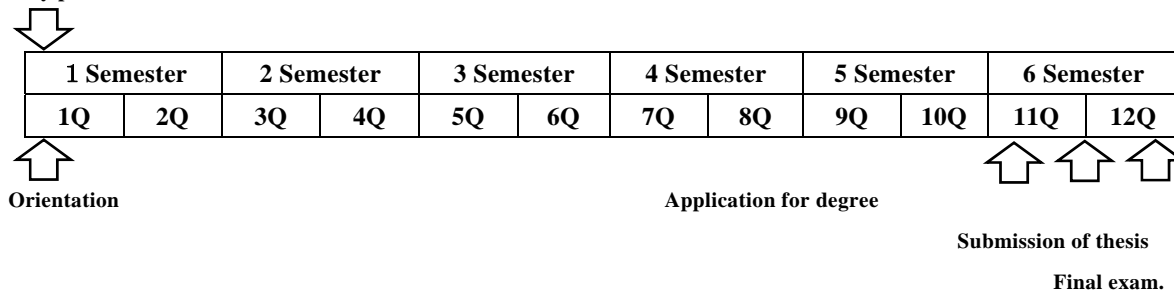 1 Semester 2 Semester 3 Semester 4 Semester 5 Semester 6 Semester
1Q 2Q 3Q 4Q 5Q 6Q 7Q 8Q 9Q 10Q 11Q 12Q
Orientation Application for degree
Submission of thesis
Final exam.